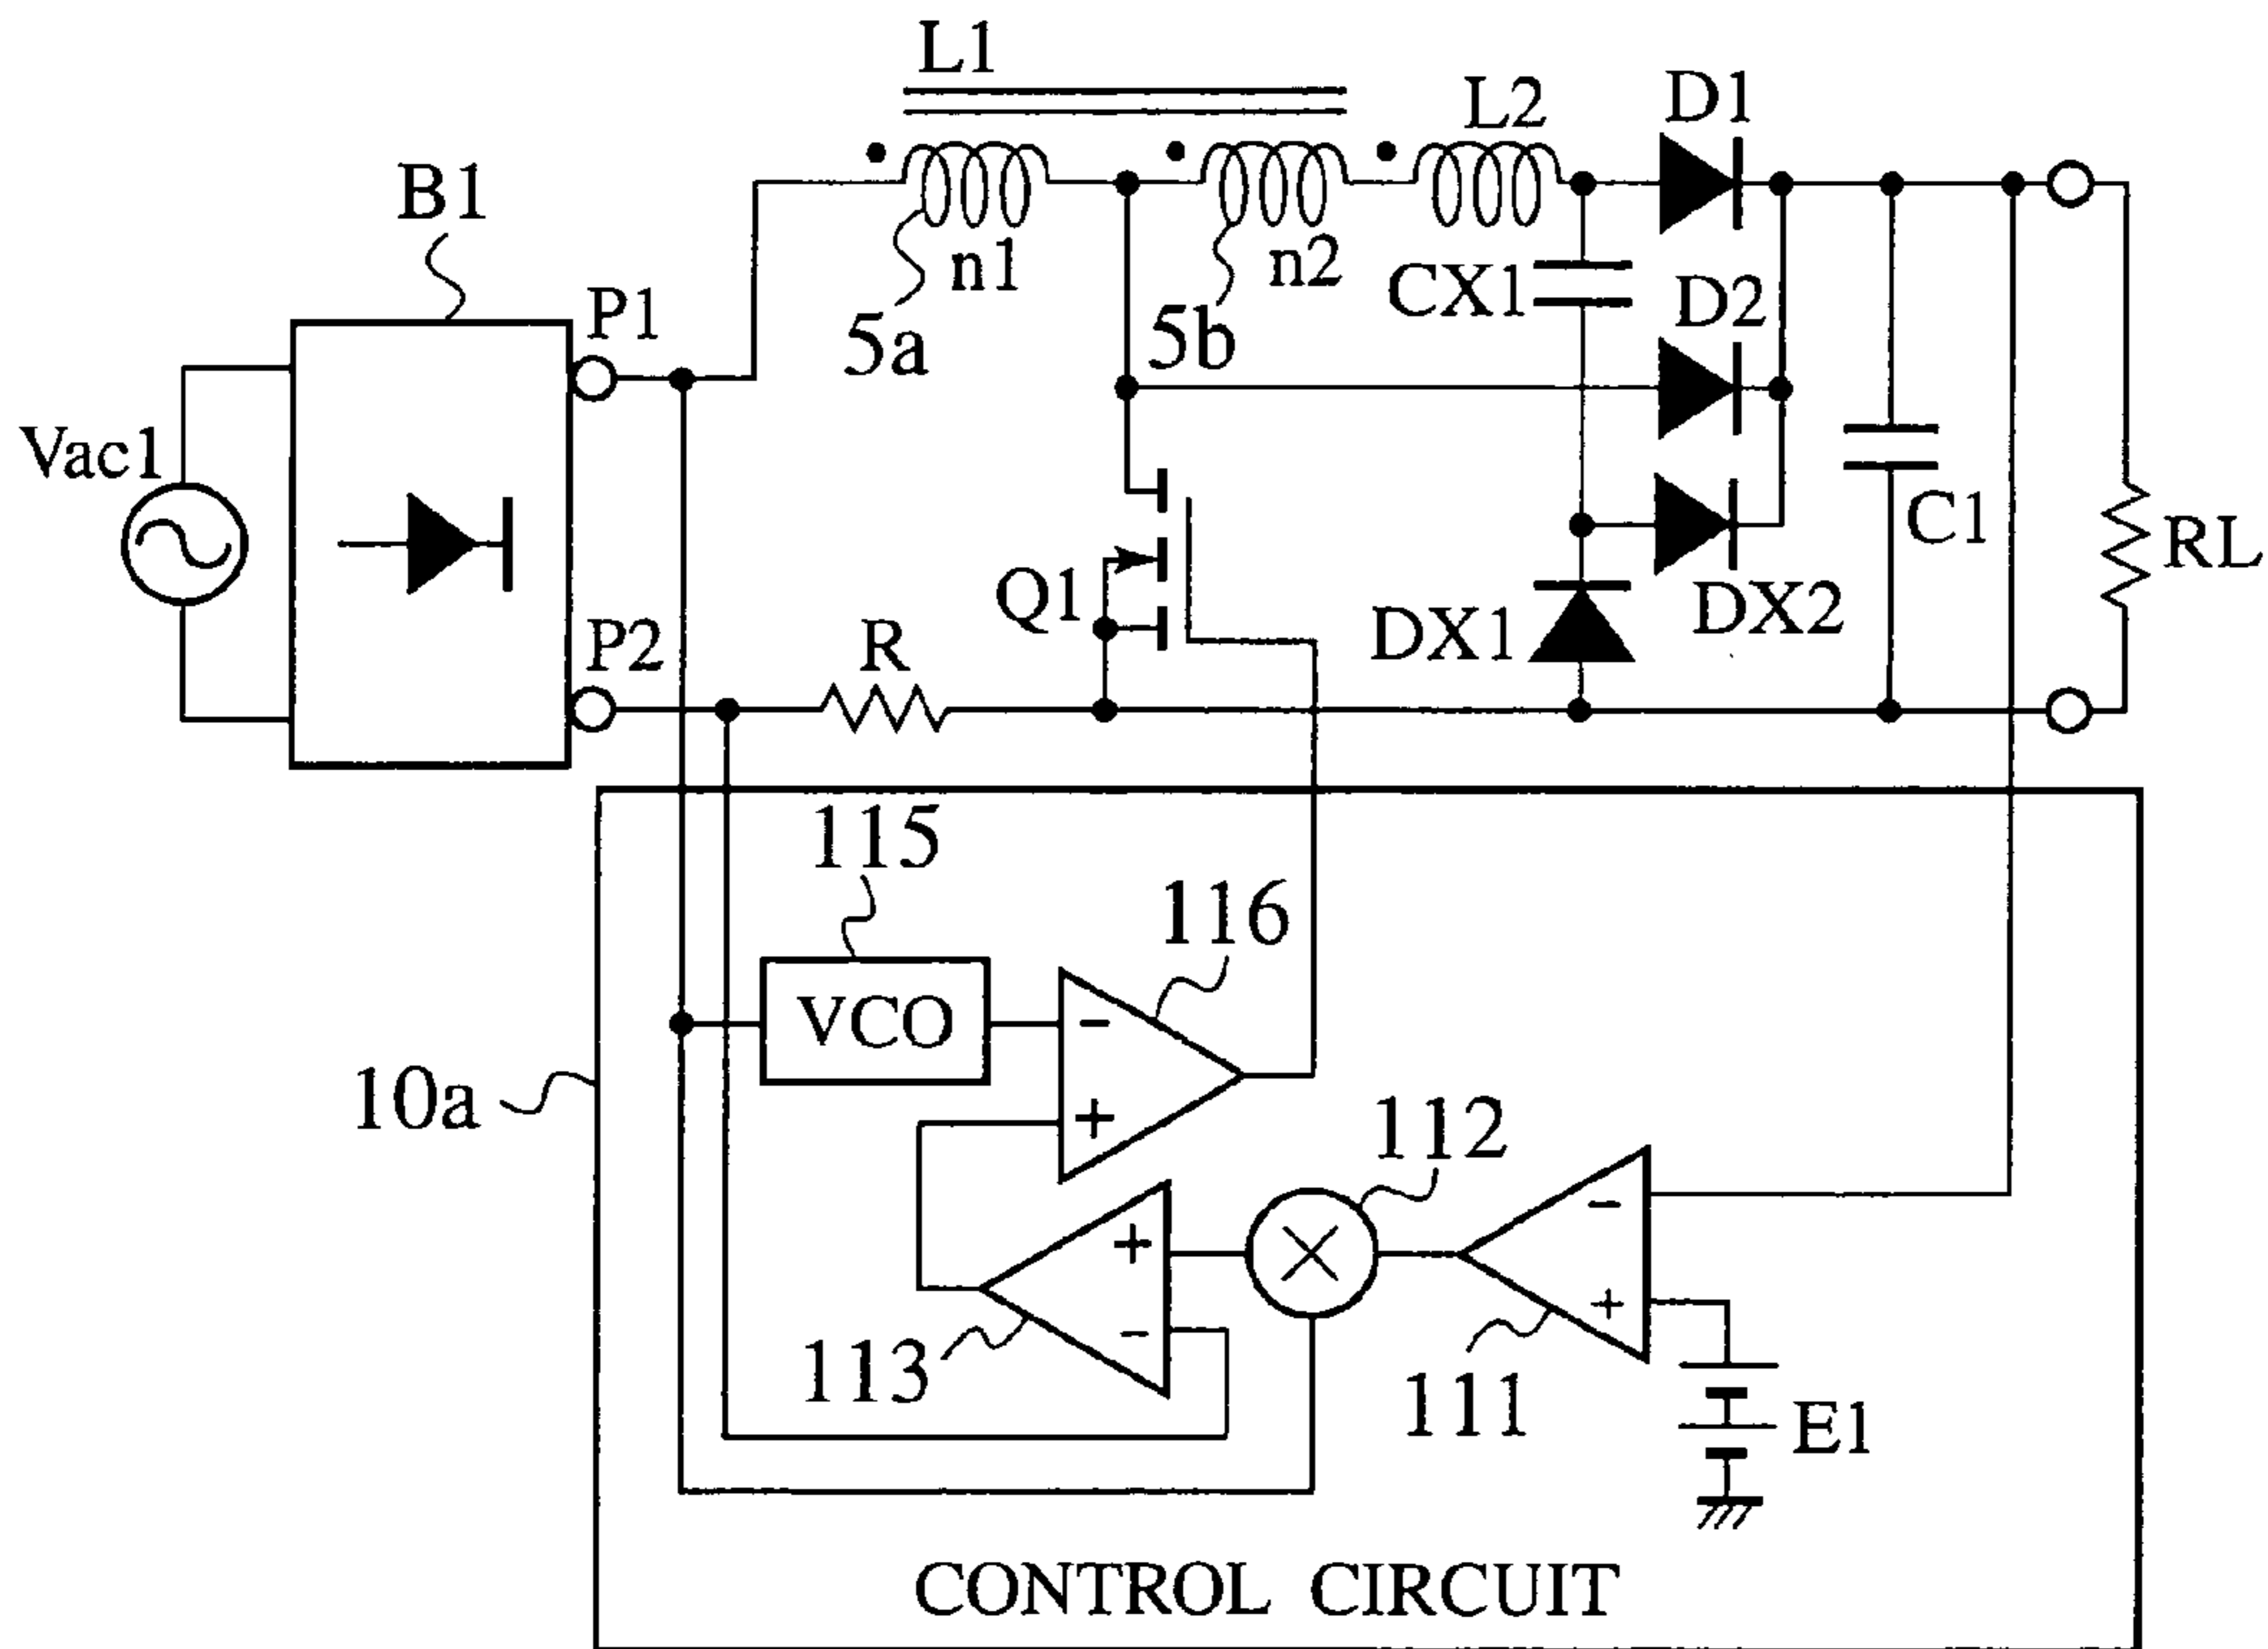 L1
L2
D1
B1
n1
n2
CX1
D2
P1
5a
5b
Vac1
C1
RL
Q1
DX1
DX2
P2
R
115
116
VCO
-
+
10a
112
+
-
-
+
113
111
E1
CONTROL CIRCUIT